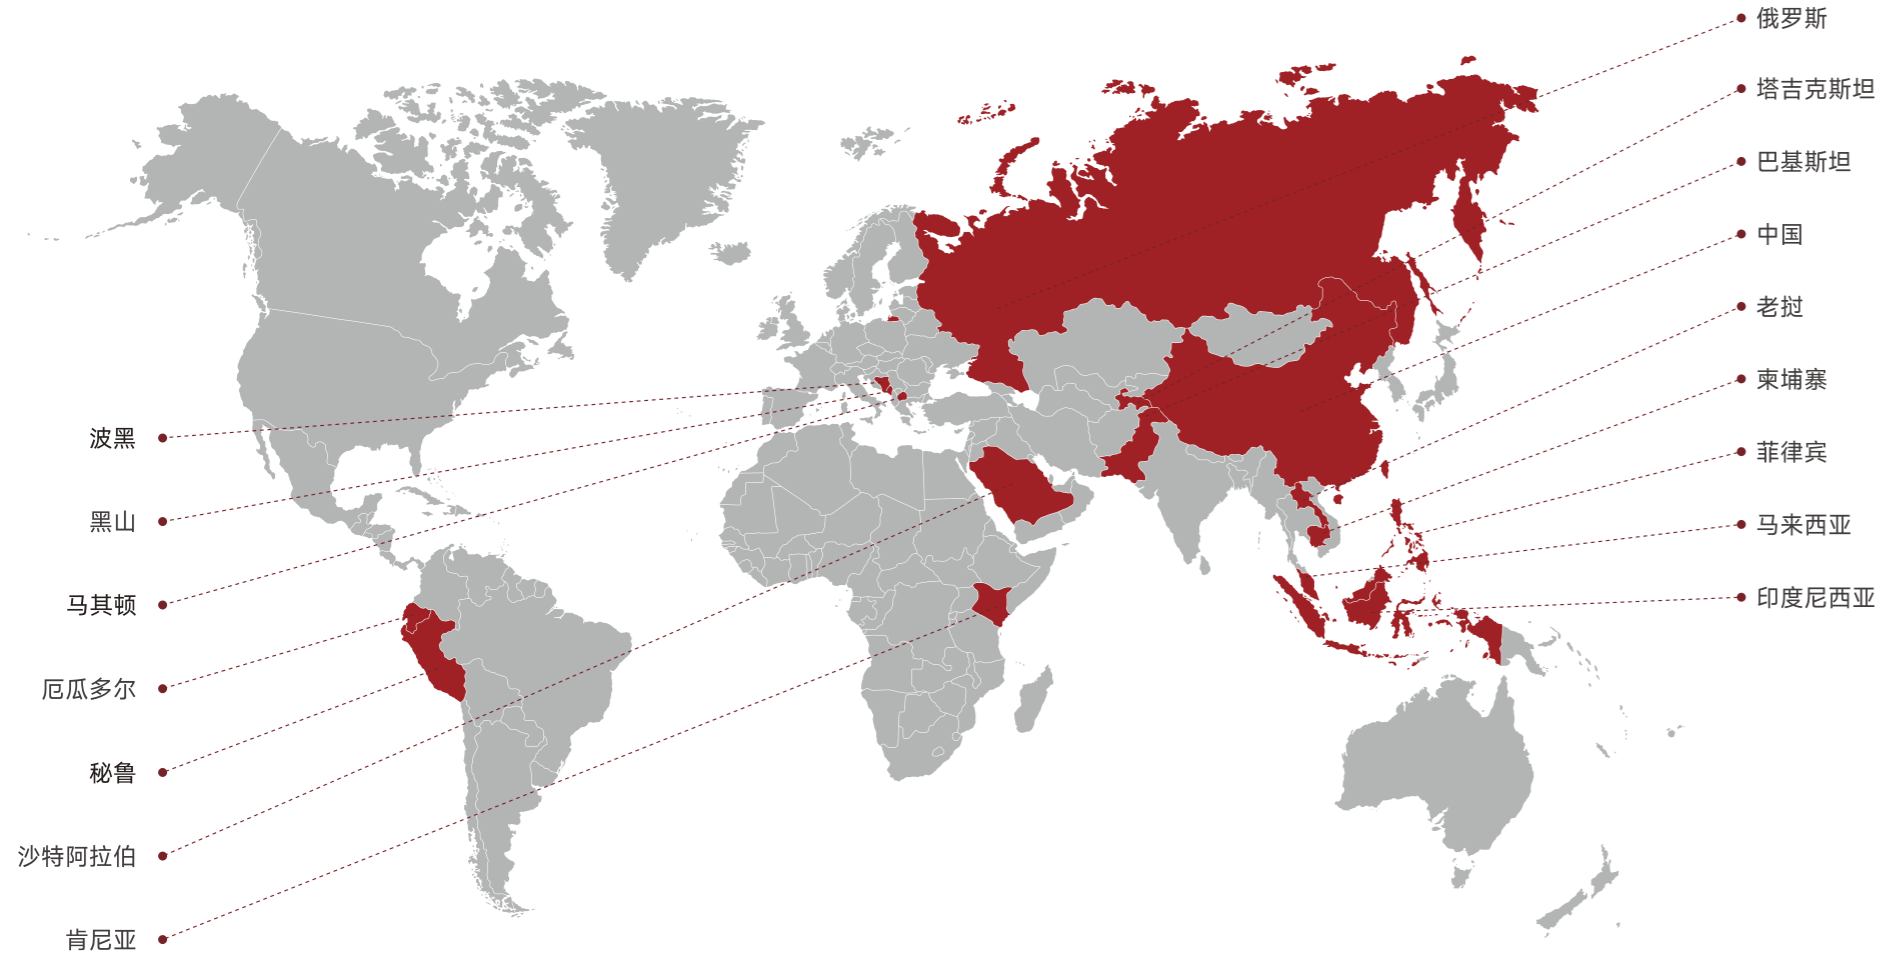 俄罗斯
塔吉克斯坦
巴基斯坦
中国
老挝
柬埔寨
菲律宾
马来西亚
印度尼西亚
波黑
黑山
马其顿
厄瓜多尔
秘鲁
沙特阿拉伯
肯尼亚